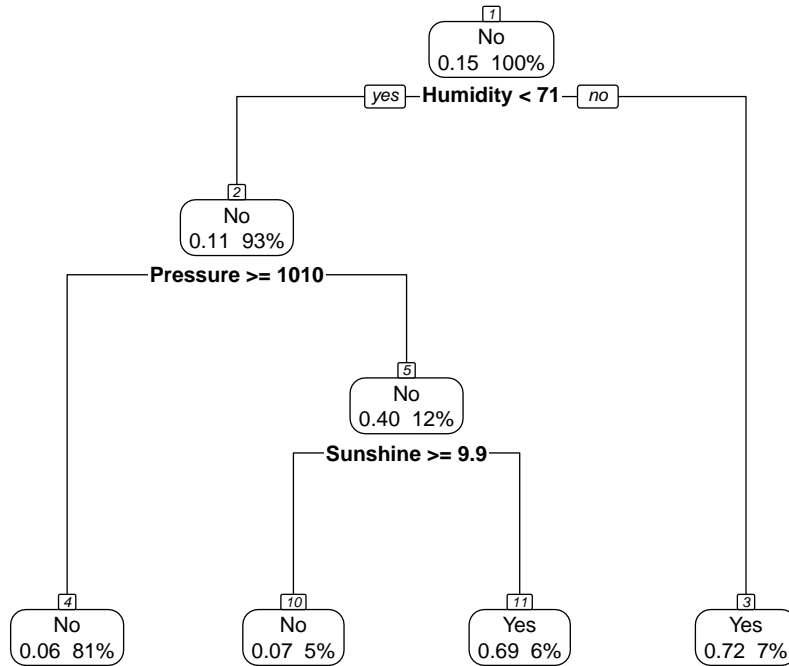 1
No
0.15 100%
yes Humidity < 71 no
2
No
0.11 93%
Pressure >= 1010
5
No
0.40 12%
Sunshine >= 9.9
4
No
0.06 81%
10
No
0.07 5%
11
Yes
0.69 6%
3
Yes
0.72 7%